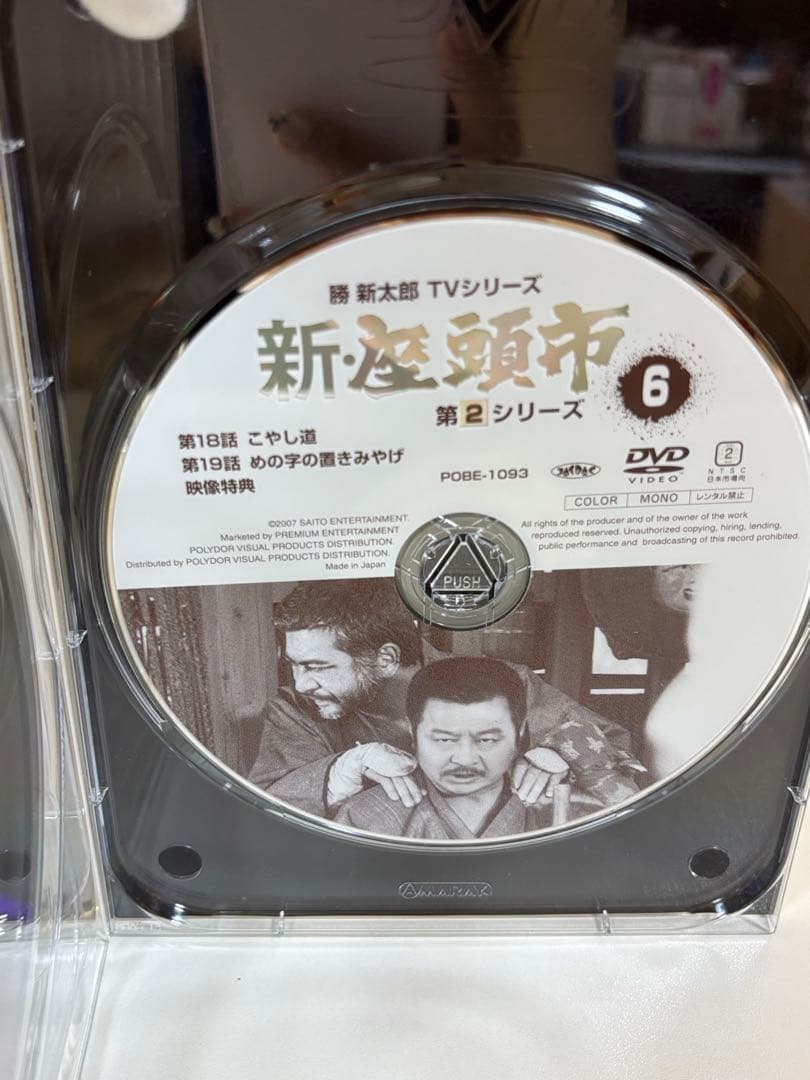 勝 新太郎 TVシリーズ
新・座頭市
第2シリーズ
6
第18話 こやし道
第19話 めの字の置きみやげ
映像特典
POBE-1093
DVD
VIDEO
2
NTSC
日本市場向
COLOR MONO レンタル禁止
©2007 SAITO ENTERTAINMENT.
Marketed by PREMIUM ENTERTAINMENT
POLYDOR VISUAL PRODUCTS DISTRIBUTION.
Distributed by POLYDOR VISUAL PRODUCTS DISTRIBUTION.
Made in Japan
All rights of the producer and of the owner of the work
reproduced reserved. Unauthorized copying, hiring, lending,
public performance and broadcasting of this record prohibited.
PUSH
AMARAY